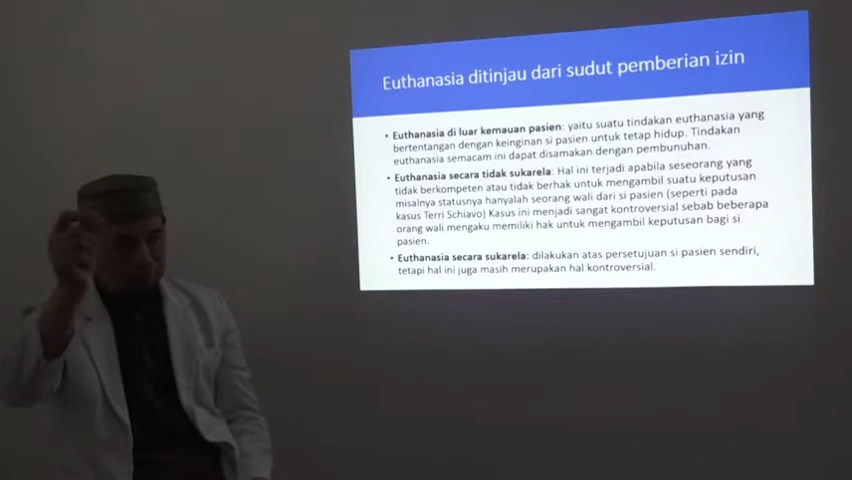 Euthanasia ditinjau dari sudut pemberian izin
• Euthanasia di luar kemauan pasien: yaitu suatu tindakan euthanasia yang
bertentangan dengan keinginan si pasien untuk tetap hidup. Tindakan
euthanasia semacam ini dapat disamakan dengan pembunuhan.
• Euthanasia secara tidak sukarela: Hal ini terjadi apabila seseorang yang
tidak berkompeten atau tidak berhak untuk mengambil suatu keputusan
misalnya statusnya hanyalah seorang wali dari si pasien (seperti pada
kasus Terri Schiavo) Kasus ini menjadi sangat kontroversial sebab beberapa
orang wali mengaku memiliki hak untuk mengambil keputusan bagi si
pasien.
• Euthanasia secara sukarela: dilakukan atas persetujuan si pasien sendiri,
tetapi hal ini juga masih merupakan hal kontroversial.